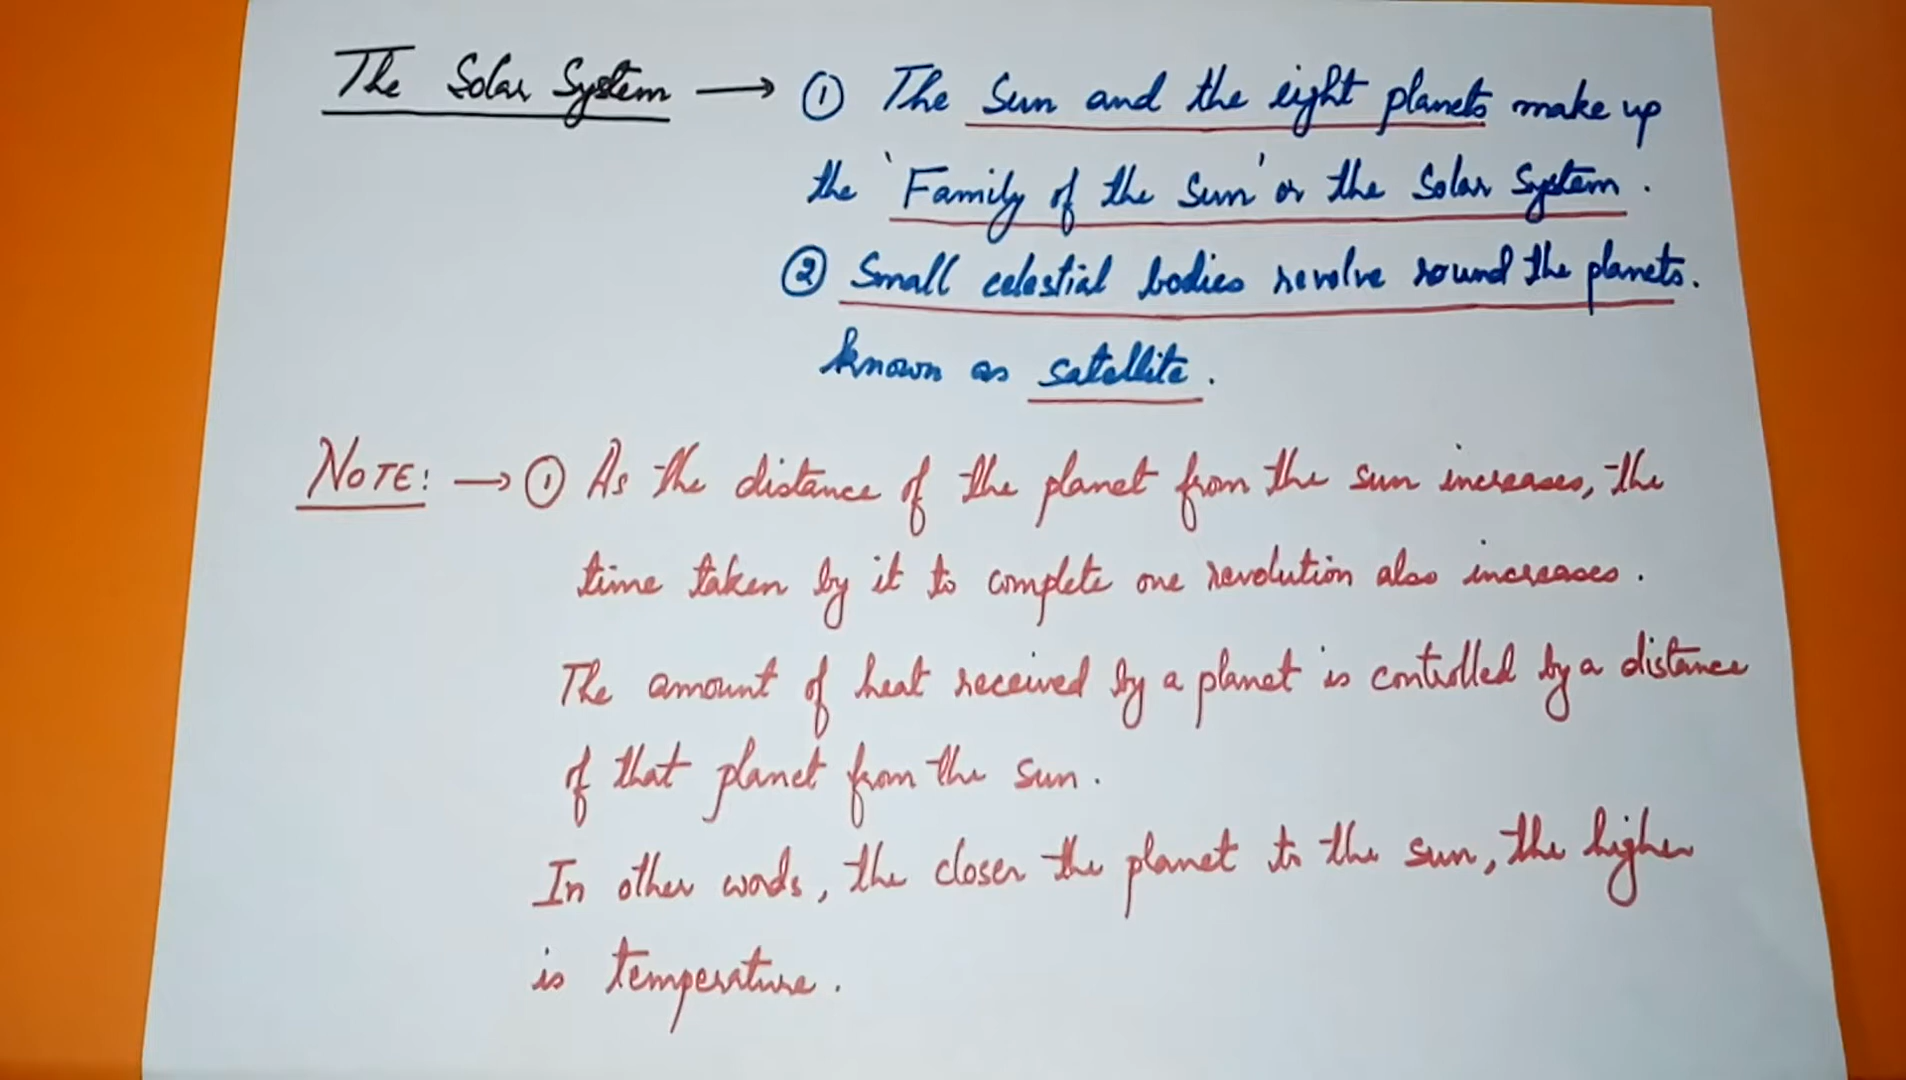 The Solar System → ① The Sun and the eight planets make up
the 'Family of the Sun' or the Solar System.
② Small celestial bodies revolve round the planets.
known as satellite.
NOTE: → ① As the distance of the planet from the sun increases, the
time taken by it to complete one revolution also increases.
The amount of heat received by a planet is controlled by a distance
of that planet from the sun.
In other words, the closer the planet to the sun, the higher
is temperature.